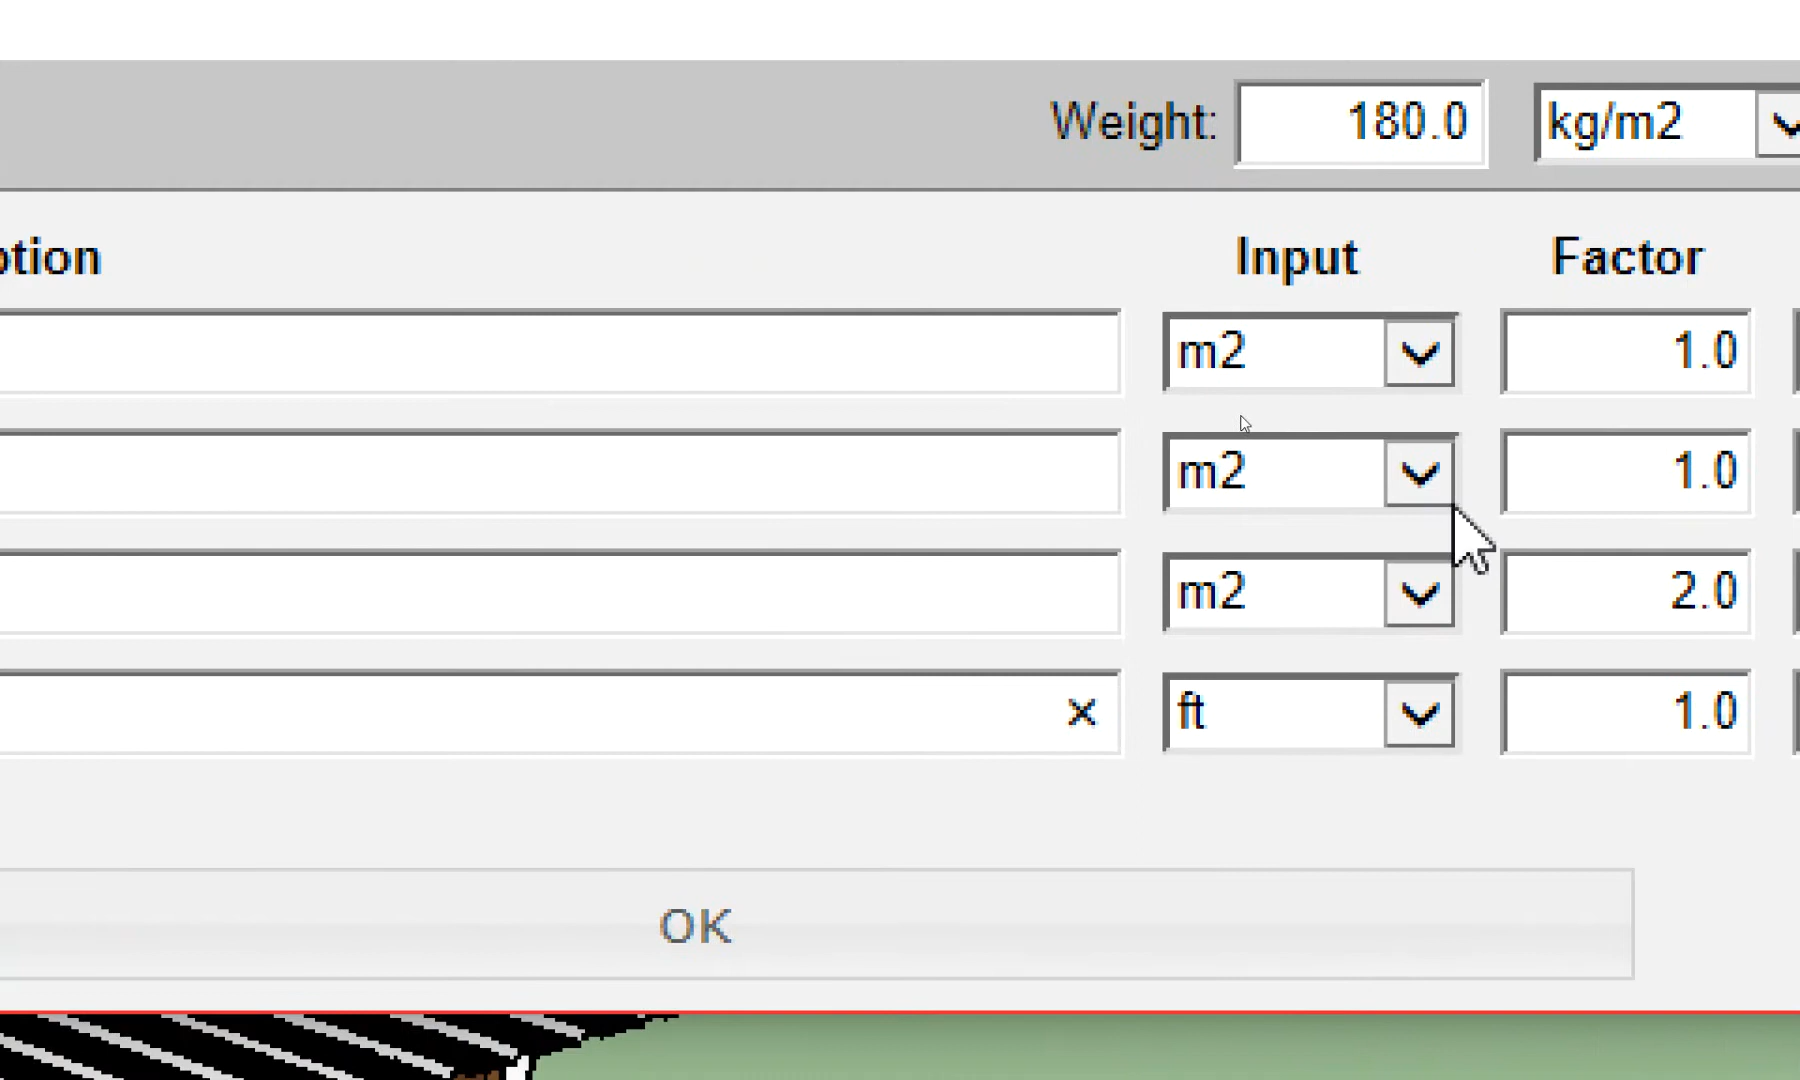 Weight: 180.0 kg/m2
ption Input Factor
m2 1.0
m2 1.0
m2 2.0
× ft 1.0
OK